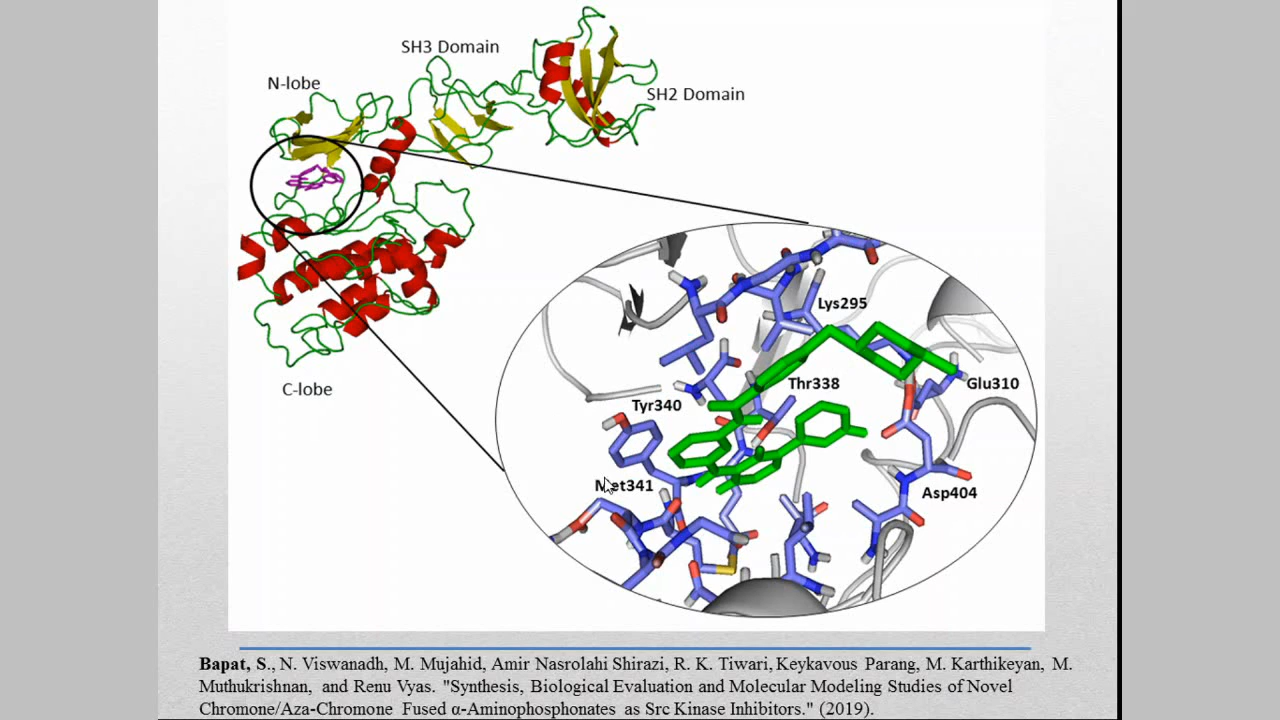 SH3 Domain
N-lobe
SH2 Domain
C-lobe
Lys295
Thr338
Glu310
Tyr340
Met341
Asp404
Bapat, S., N. Viswanadh, M. Mujahid, Amir Nasrolahi Shirazi, R. K. Tiwari, Keykavous Parang, M. Karthikeyan, M.
Muthukrishnan, and Renu Vyas. "Synthesis, Biological Evaluation and Molecular Modeling Studies of Novel
Chromone/Aza-Chromone Fused α-Aminophosphonates as Src Kinase Inhibitors." (2019).